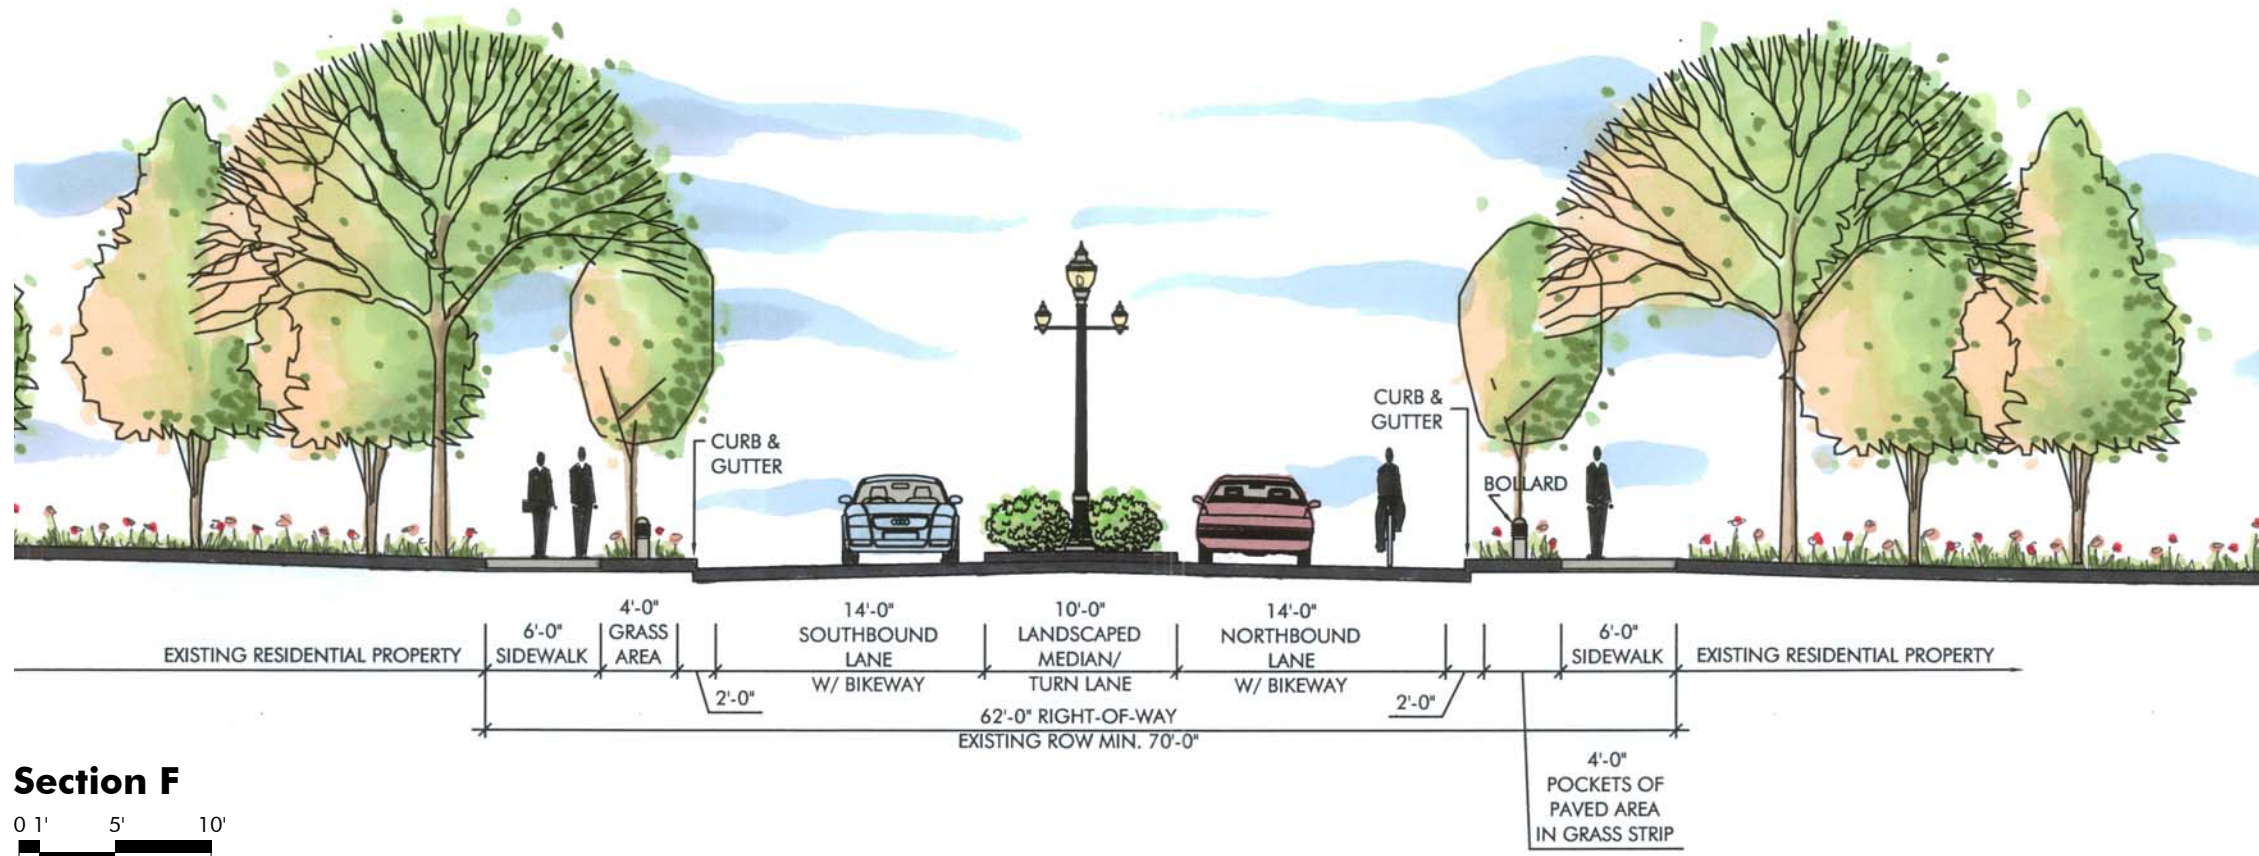 CURB &
GUTTER
CURB &
GUTTER
BOLLARD
EXISTING RESIDENTIAL PROPERTY
6'-0"
SIDEWALK
4'-0"
GRASS
AREA
2'-0"
14'-0"
SOUTHBOUND
LANE
W/ BIKEWAY
10'-0"
LANDSCAPED
MEDIAN/
TURN LANE
14'-0"
NORTHBOUND
LANE
W/ BIKEWAY
2'-0"
6'-0"
SIDEWALK
EXISTING RESIDENTIAL PROPERTY
62'-0" RIGHT-OF-WAY
EXISTING ROW MIN. 70'-0"
4'-0"
POCKETS OF
PAVED AREA
IN GRASS STRIP
Section F
0 1' 5' 10'